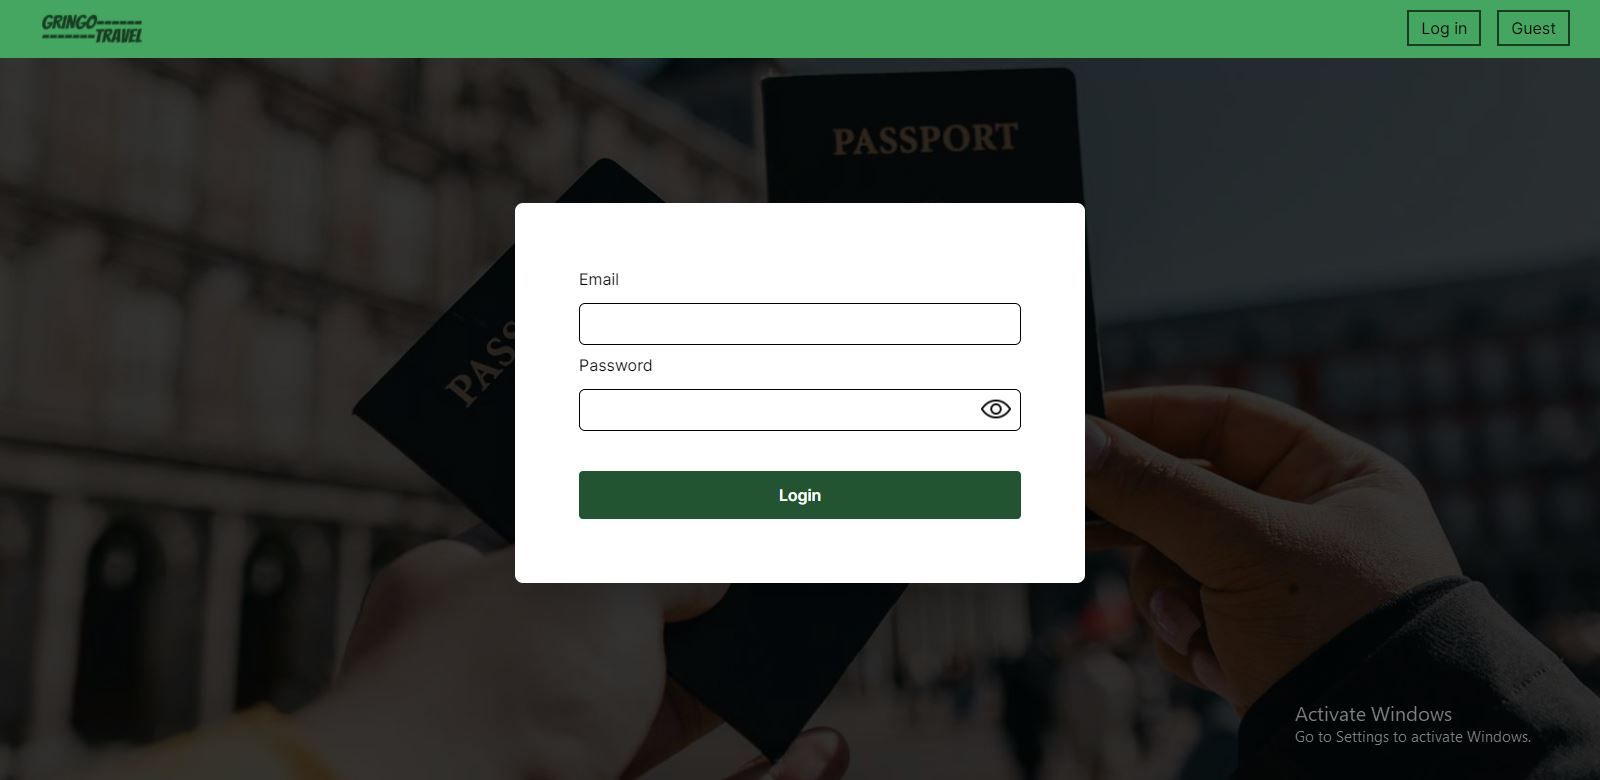 GRINGO------
-------TRAVEL
Log in
Guest
PASSPORT
PASS
Email
Password
Login
Activate Windows
Go to Settings to activate Windows.